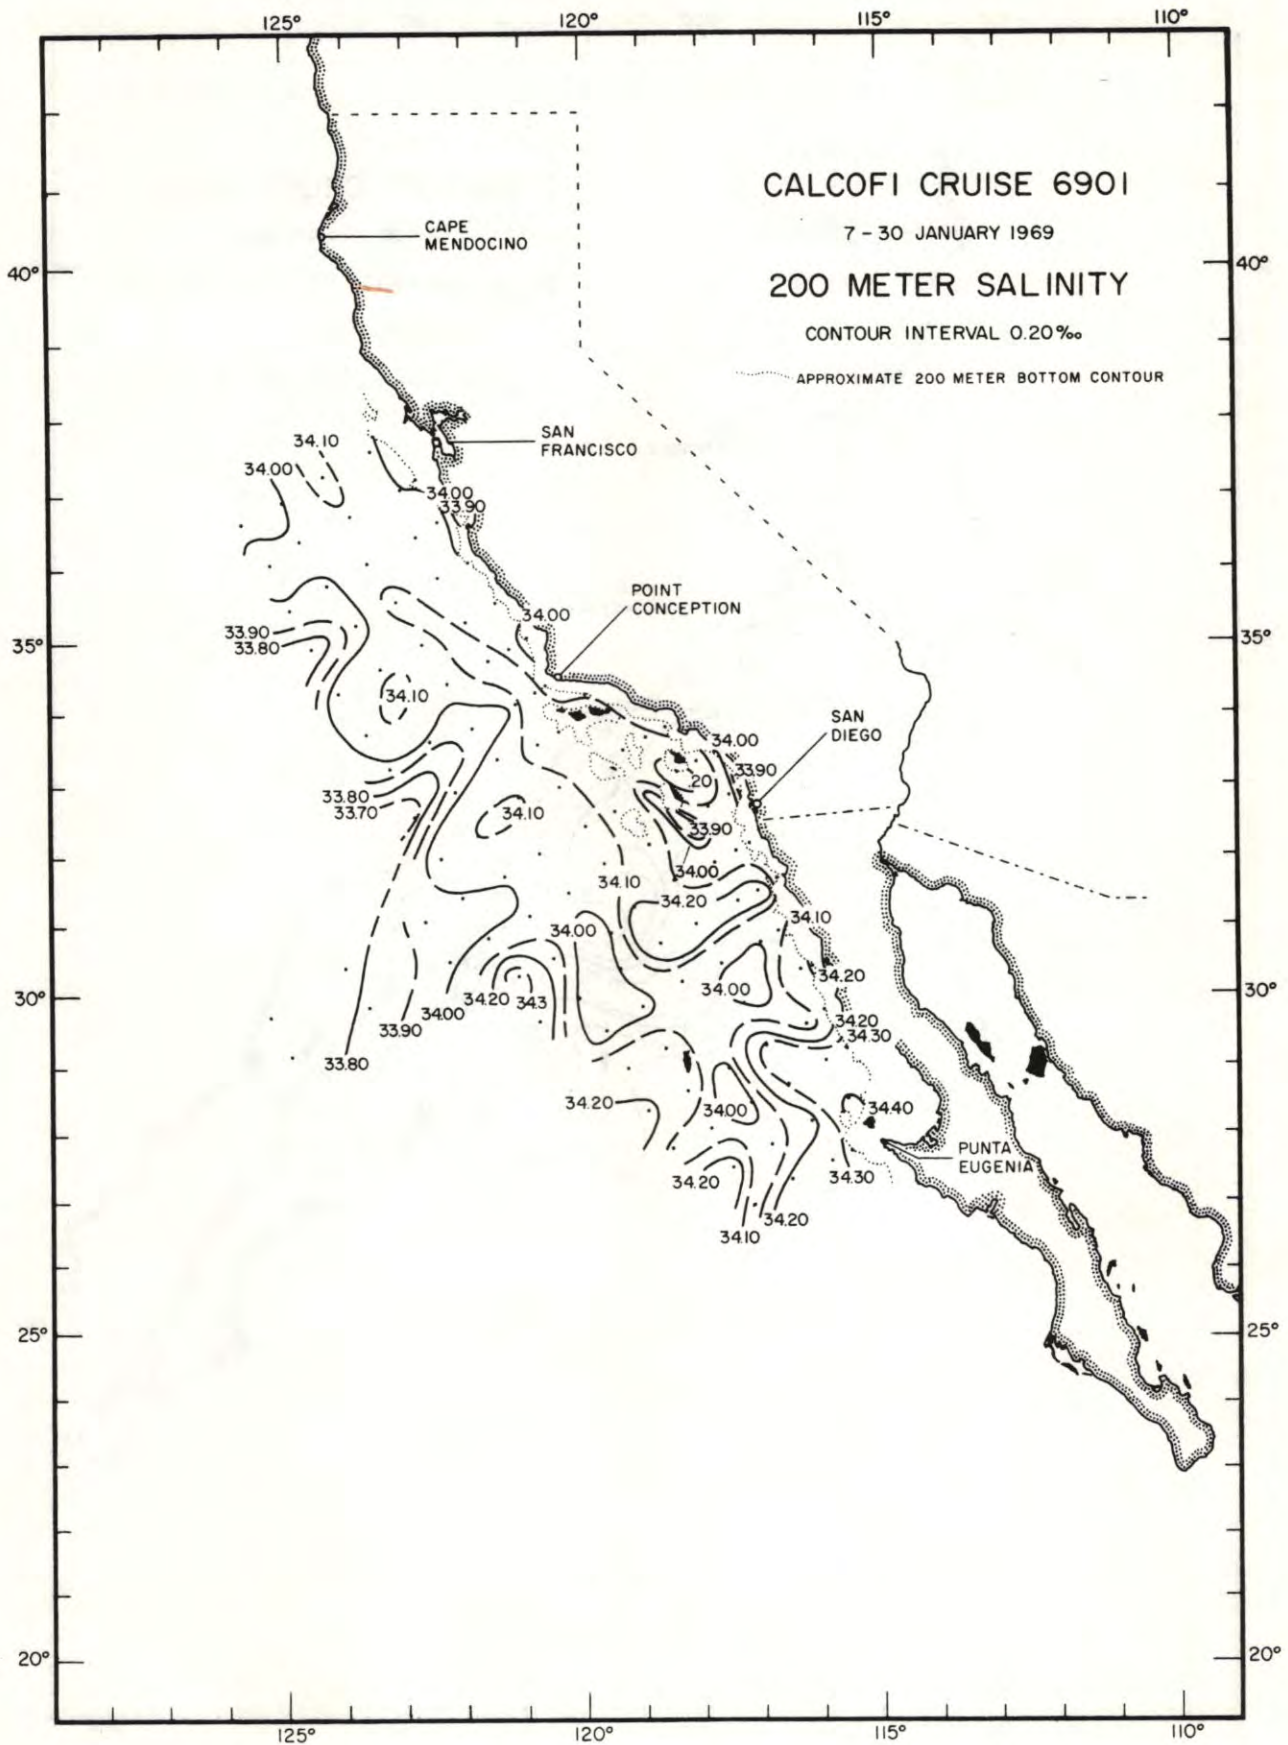 125° 120° 115° 110°
CALCOFI CRUISE 6901
7 - 30 JANUARY 1969
200 METER SALINITY
CONTOUR INTERVAL 0.20‰
APPROXIMATE 200 METER BOTTOM CONTOUR
CAPE
MENDOCINO
40° 40°
SAN
FRANCISCO
34.10
34.00
34.00
33.90
POINT
CONCEPTION
34.00
33.90
33.80
35° 35°
34.10
SAN
DIEGO
34.00
33.90
.20
33.80
33.70
34.10
33.90
34.00
34.10
34.20
34.10
34.00
34.20
34.00
30° 30°
34.20
34.3
34.00
33.90
34.20
34.30
33.80
34.20
34.00
34.40
PUNTA
EUGENIA
34.20
34.30
34.20
34.10
25° 25°
20° 20°
125° 120° 115° 110°